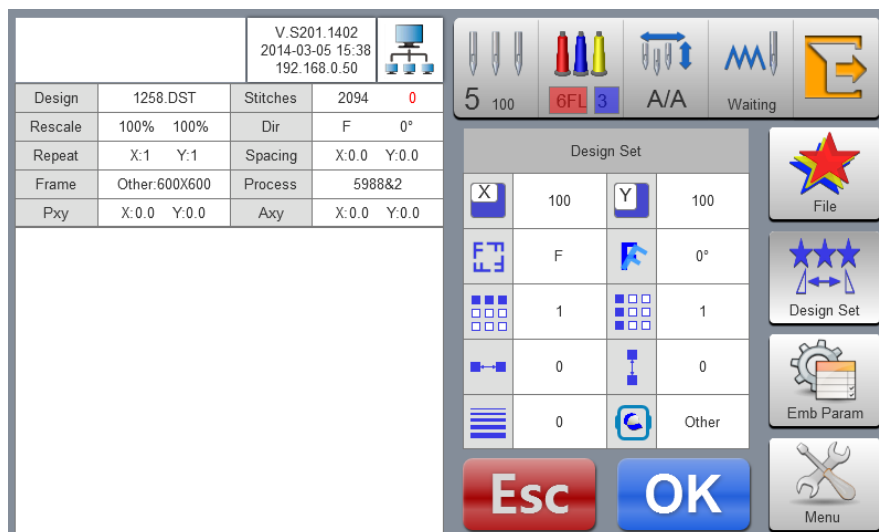 V.S201.1402
2014-03-05 15:38
192.168.0.50
Design 1258.DST Stitches 2094 0
Rescale 100% 100% Dir F 0°
Repeat X:1 Y:1 Spacing X:0.0 Y:0.0
Frame Other:600X600 Process 5988&2
Pxy X:0.0 Y:0.0 Axy X:0.0 Y:0.0
5 100 6FL 3 A/A Waiting
Design Set
X 100 Y 100
F 0°
1 1
0 0
0 Other
Esc OK
File
Design Set
Emb Param
Menu